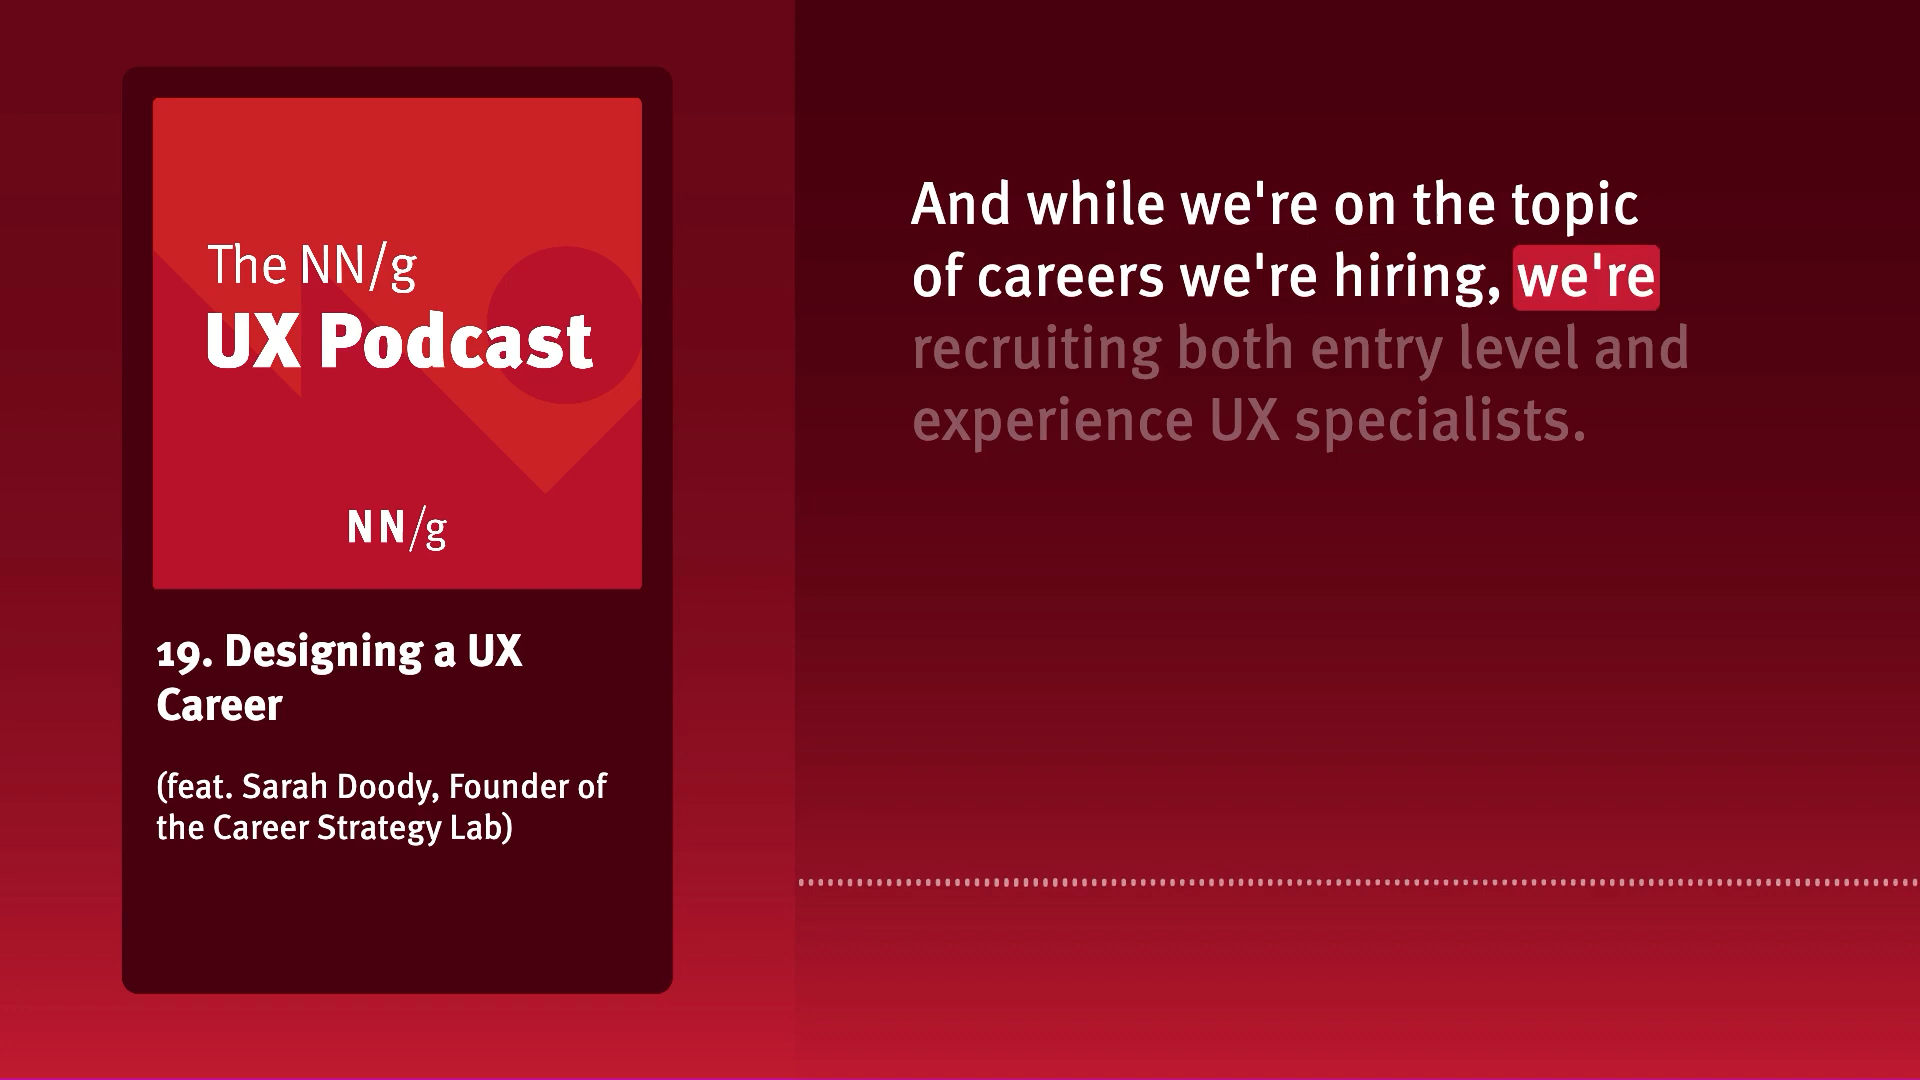 The NN/g
UX Podcast
NN/g
19. Designing a UX
Career
(feat. Sarah Doody, Founder of
the Career Strategy Lab)
And while we're on the topic
of careers we're hiring, we're
recruiting both entry level and
experience UX specialists.